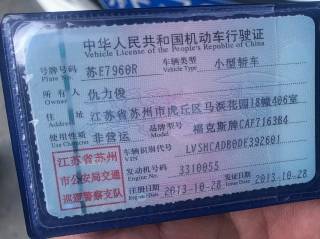 中华人民共和国机动车行驶证
Vehicle License of the People's Republic of China
号牌号码 苏E7960R 车辆类型 小型轿车
Plate No. Vehicle Type
所有人 仇力俊
Owner
住址 江苏省苏州市虎丘区马浜花园18幢406室
Address
使用性质 非营运 品牌型号 福克斯牌CAF7163B4
Use Character Model
江苏省苏州市公安局交通巡逻警察支队
车辆识别代号 LVSHCADB0DF392601
VIN
发动机号码 3310055
Engine No.
注册日期 2013-10-28 发证日期 2013-10-28
Register Date Issue Date